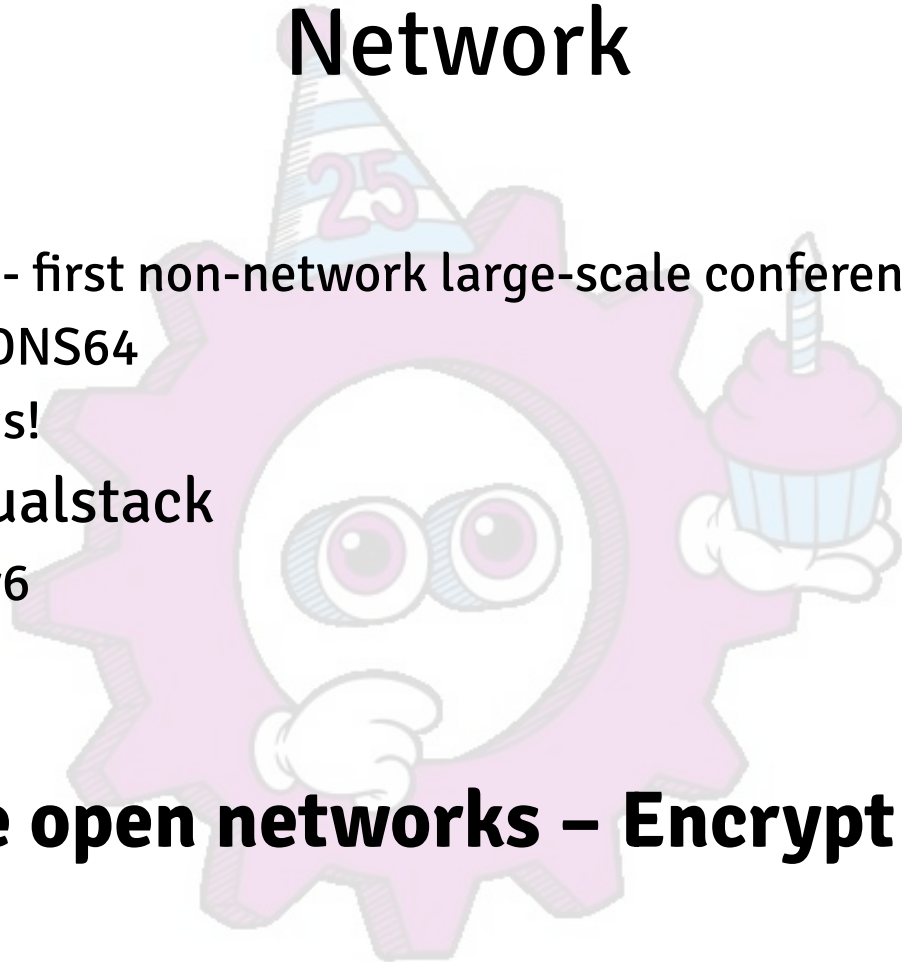 Network
25
- first non-network large-scale conferen
DNS64
s!
ualstack
6
e open networks – Encrypt